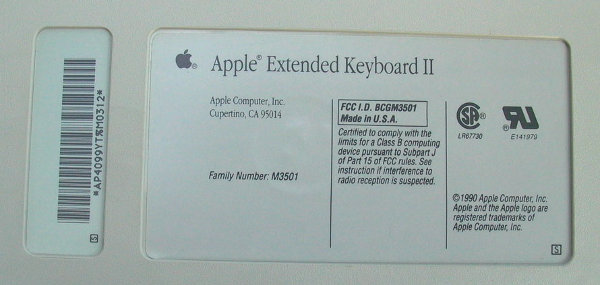 *AP4099YT%M0312*
S
Apple® Extended Keyboard II
Apple Computer, Inc.
Cupertino, CA 95014
Family Number: M3501
FCC I.D. BCGM3501
Made in U.S.A.
Certified to comply with the
limits for a Class B computing
device pursuant to Subpart J
of Part 15 of FCC rules. See
instruction if interference to
radio reception is suspected.
LR67730
E141979
©1990 Apple Computer, Inc.
Apple and the Apple logo are
registered trademarks of
Apple Computer, Inc.
S